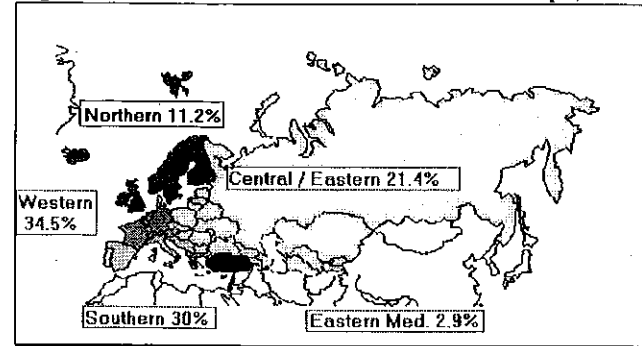 Northern 11.2%
Central / Eastern 21.4%
Western
34.5%
Southern 30%
Eastern Med. 2.9%